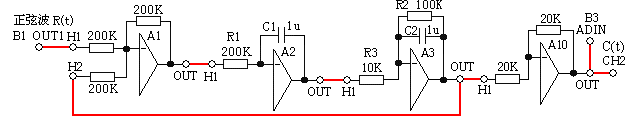 正弦波 R(t)
B1 OUT1 H1
200K
200K
A1
H2
200K
OUT
H1
R1
200K
C1
1u
A2
OUT
H1
R3
10K
R2 100K
C2 1u
A3
OUT
H1
20K
20K
A10
OUT
B3
ADIN
C(t)
CH2